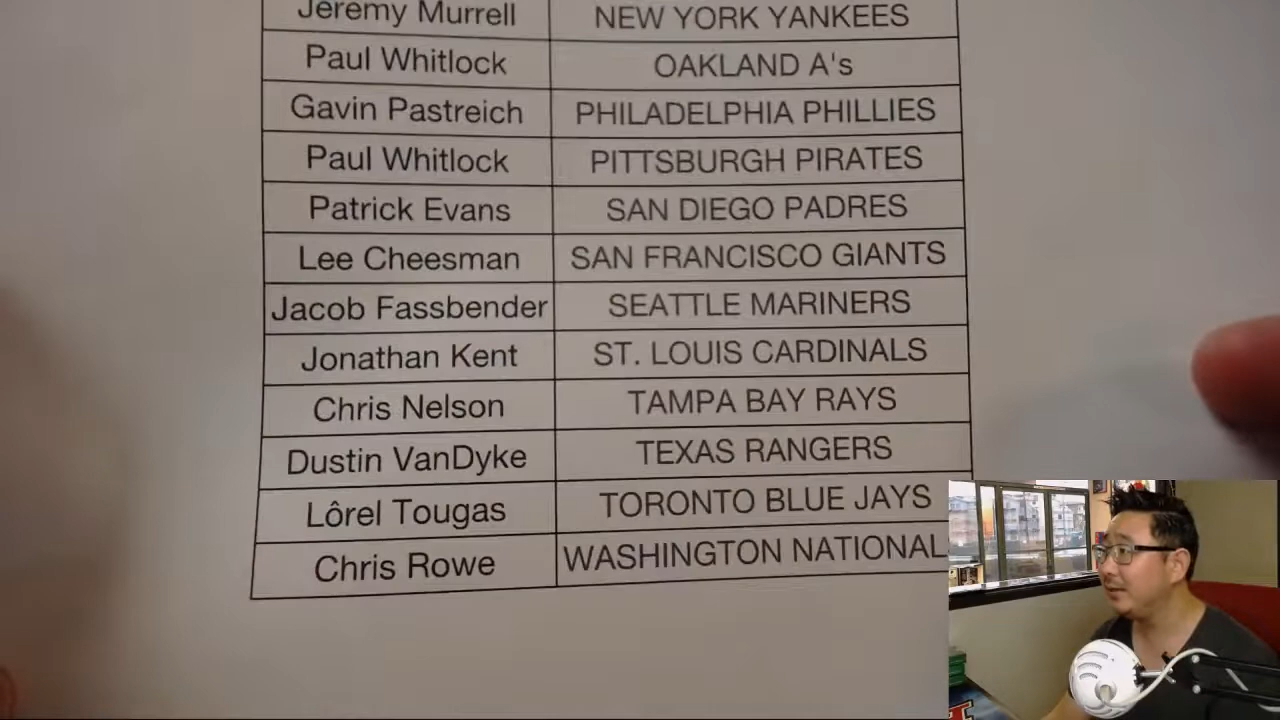 Jeremy Murrell NEW YORK YANKEES
Paul Whitlock OAKLAND A's
Gavin Pastreich PHILADELPHIA PHILLIES
Paul Whitlock PITTSBURGH PIRATES
Patrick Evans SAN DIEGO PADRES
Lee Cheesman SAN FRANCISCO GIANTS
Jacob Fassbender SEATTLE MARINERS
Jonathan Kent ST. LOUIS CARDINALS
Chris Nelson TAMPA BAY RAYS
Dustin VanDyke TEXAS RANGERS
Lôrel Tougas TORONTO BLUE JAYS
Chris Rowe WASHINGTON NATIONAL